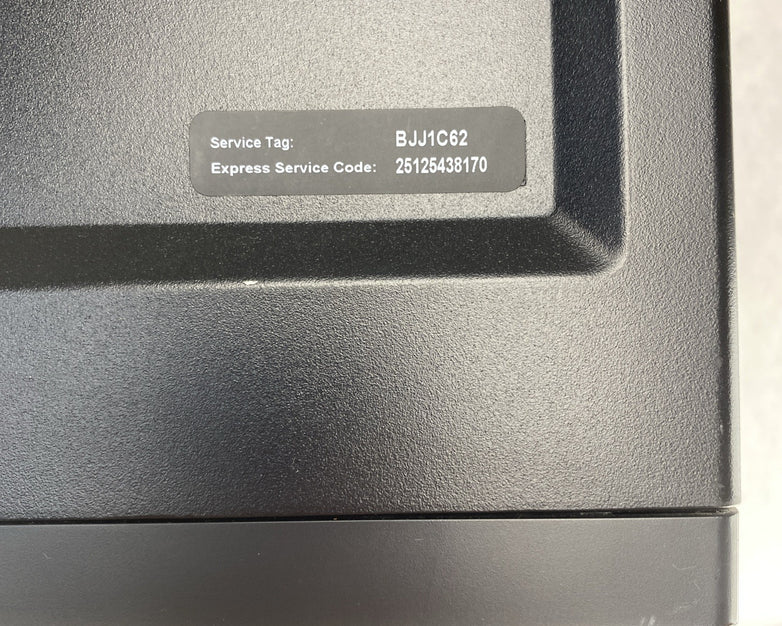 Service Tag: BJJ1C62
Express Service Code: 25125438170